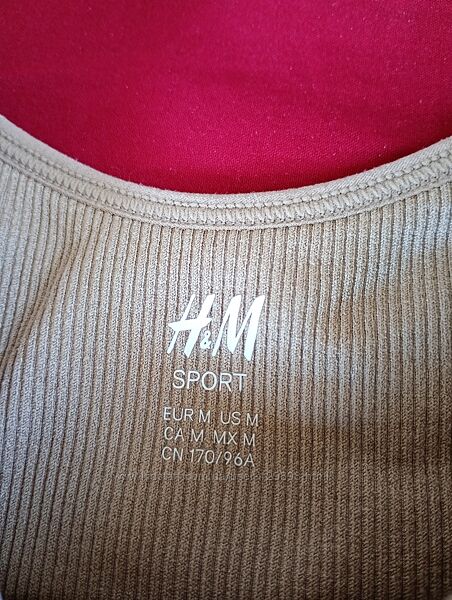 H&M
SPORT
EUR M US M
CA M MX M
CN 170/96A